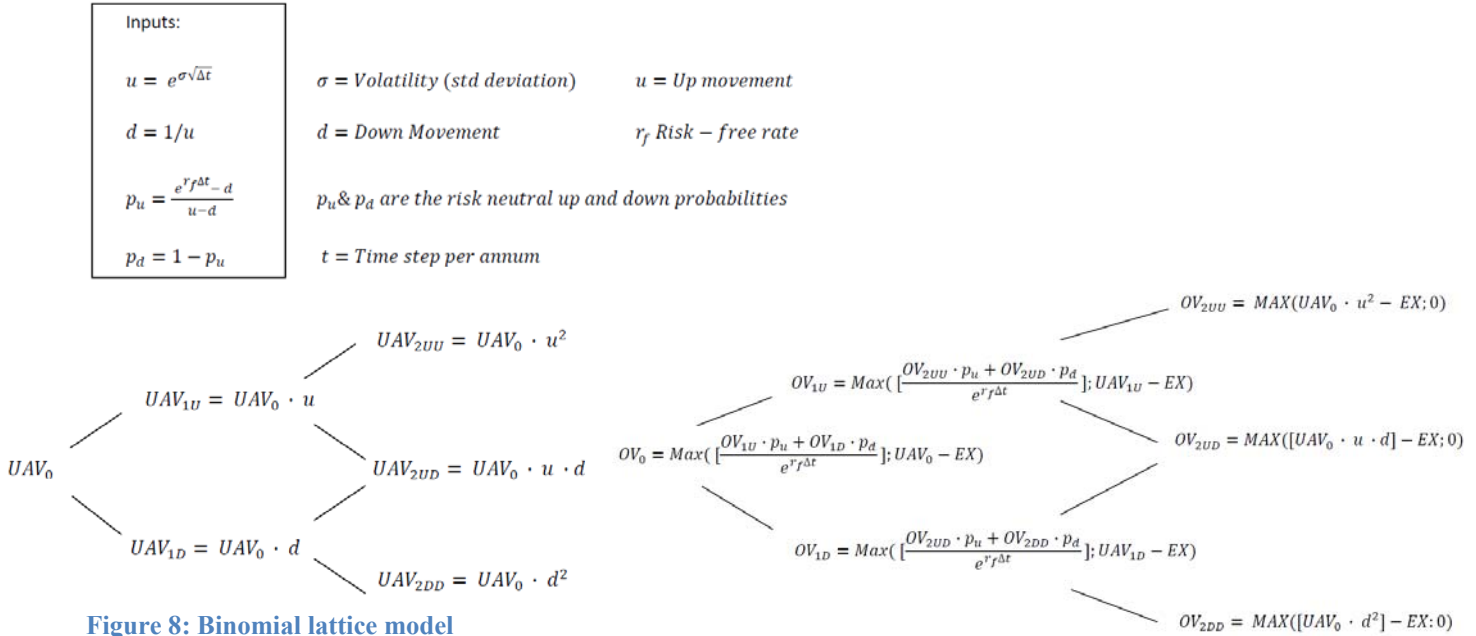 Inputs:
u = e^{σ√Δt}    σ = Volatility (std deviation)    u = Up movement
d = 1/u    d = Down Movement    r_f Risk − free rate
p_u = \frac{e^{r_f Δt} − d}{u−d}    p_u& p_d are the risk neutral up and down probabilities
p_d = 1 − p_u    t = Time step per annum
UAV_0
UAV_{1U} = UAV_0 · u
UAV_{1D} = UAV_0 · d
UAV_{2UU} = UAV_0 · u^2
UAV_{2UD} = UAV_0 · u · d
UAV_{2DD} = UAV_0 · d^2
OV_0 = Max( [\frac{OV_{1U} · p_u + OV_{1D} · p_d}{e^{r_f Δt}}]; UAV_0 − EX)
OV_{1U} = Max( [\frac{OV_{2UU} · p_u + OV_{2UD} · p_d}{e^{r_f Δt}}]; UAV_{1U} − EX)
OV_{1D} = Max( [\frac{OV_{2UD} · p_u + OV_{2DD} · p_d}{e^{r_f Δt}}]; UAV_{1D} − EX)
OV_{2UU} = MAX(UAV_0 · u^2 − EX; 0)
OV_{2UD} = MAX([UAV_0 · u · d] − EX; 0)
OV_{2DD} = MAX([UAV_0 · d^2] − EX: 0)
Figure 8: Binomial lattice model